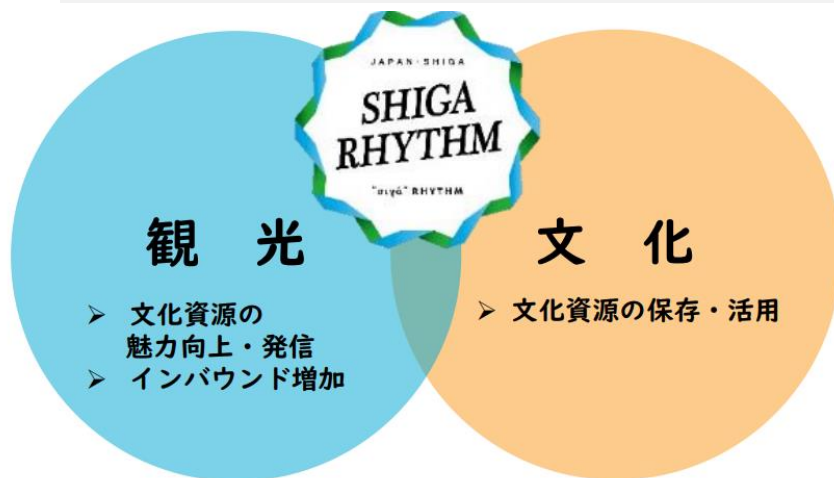 JAPAN・SHIGA
SHIGA
RHYTHM
"σιγά" RHYTHM
観 光
➢ 文化資源の
魅力向上・発信
➢ インバウンド増加
文 化
➢ 文化資源の保存・活用